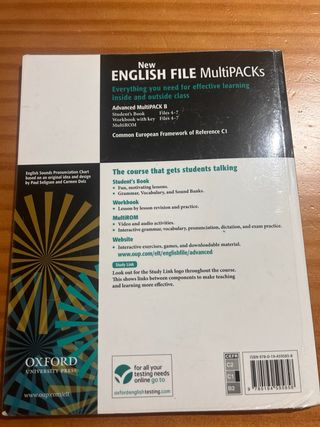 New
ENGLISH FILE MultiPACKs
Everything you need for effective learning
inside and outside class
Advanced MultiPACK B
Student's Book Files 4-7
Workbook with key Files 4-7
MultiROM
Common European Framework of Reference C1
English Sounds Pronunciation Chart
based on an original idea and design
by Paul Seligson and Carmen Dolz
The course that gets students talking
Student's Book
• Fun, motivating lessons.
• Grammar, Vocabulary, and Sound Banks.
Workbook
• Lesson by lesson revision and practice.
MultiROM
• Video and audio activities.
• Interactive grammar, vocabulary, pronunciation, dictation, and exam practice.
Website
• Interactive exercises, games, and downloadable material.
www.oup.com/elt/englishfile/advanced
Study Link
Look out for the Study Link logo throughout the course.
This shows links between components to make teaching
and learning more effective.
OXFORD
UNIVERSITY PRESS
www.oup.com/elt
for all your
testing needs
online go to
oxfordenglishtesting.com
CEFR
C2
C1
B2